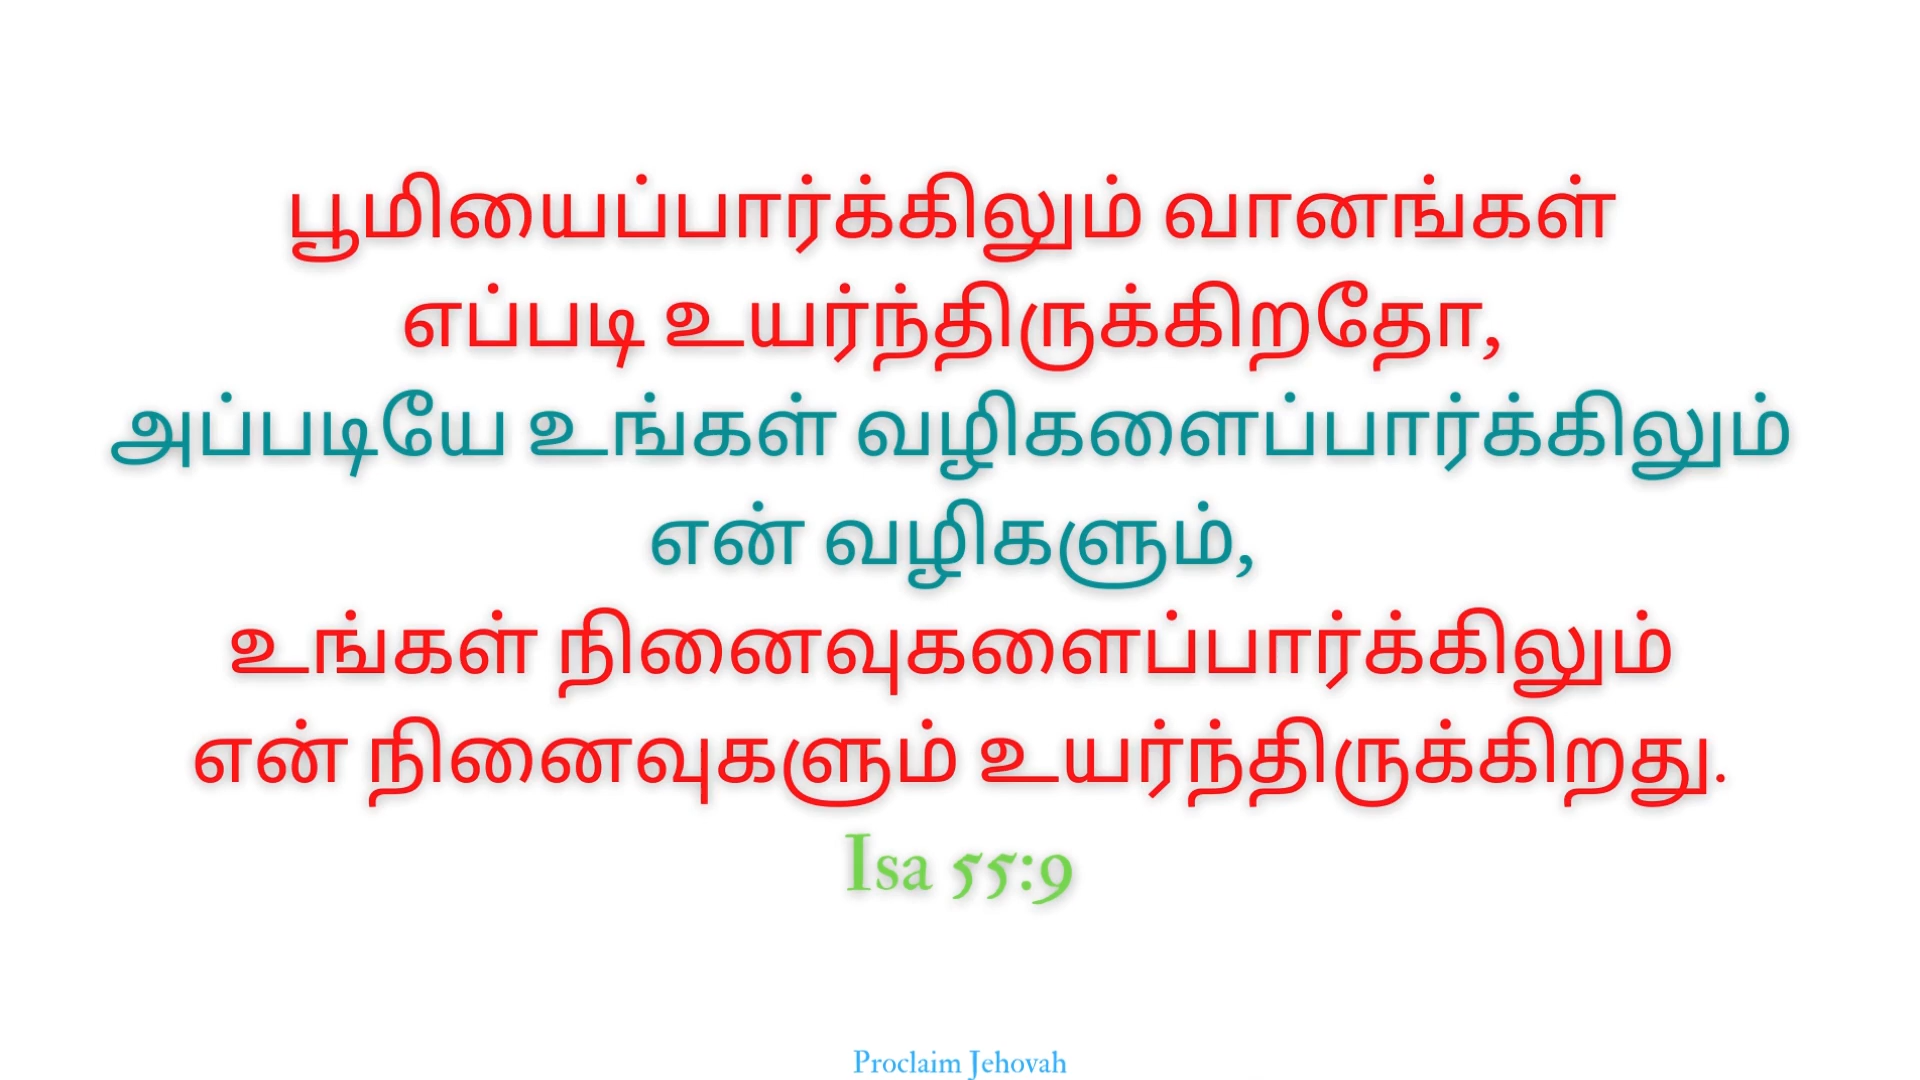 பூமியைப்பார்க்கிலும் வானங்கள்
எப்படி உயர்ந்திருக்கிறதோ,
அப்படியே உங்கள் வழிகளைப்பார்க்கிலும்
என் வழிகளும்,
உங்கள் நினைவுகளைப்பார்க்கிலும்
என் நினைவுகளும் உயர்ந்திருக்கிறது.
Isa 55:9
Proclaim Jehovah